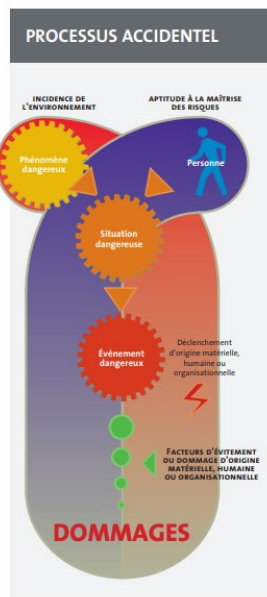 PROCESSUS ACCIDENTEL
INCIDENCE DE
L'ENVIRONNEMENT
APTITUDE À LA MAÎTRISE
DES RISQUES
Phénomène
dangereux
Personne
Situation
dangereuse
Événement
dangereux
Déclenchement
d'origine matérielle,
humaine ou
organisationnelle
FACTEURS D'ÉVITEMENT
DU DOMMAGE D'ORIGINE
MATÉRIELLE, HUMAINE
OU ORGANISATIONNELLE
DOMMAGES